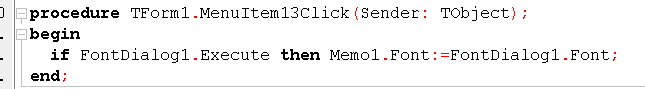 procedure TForm1.MenuItem13Click(Sender: TObject);
begin
  if FontDialog1.Execute then Memo1.Font:=FontDialog1.Font;
end;